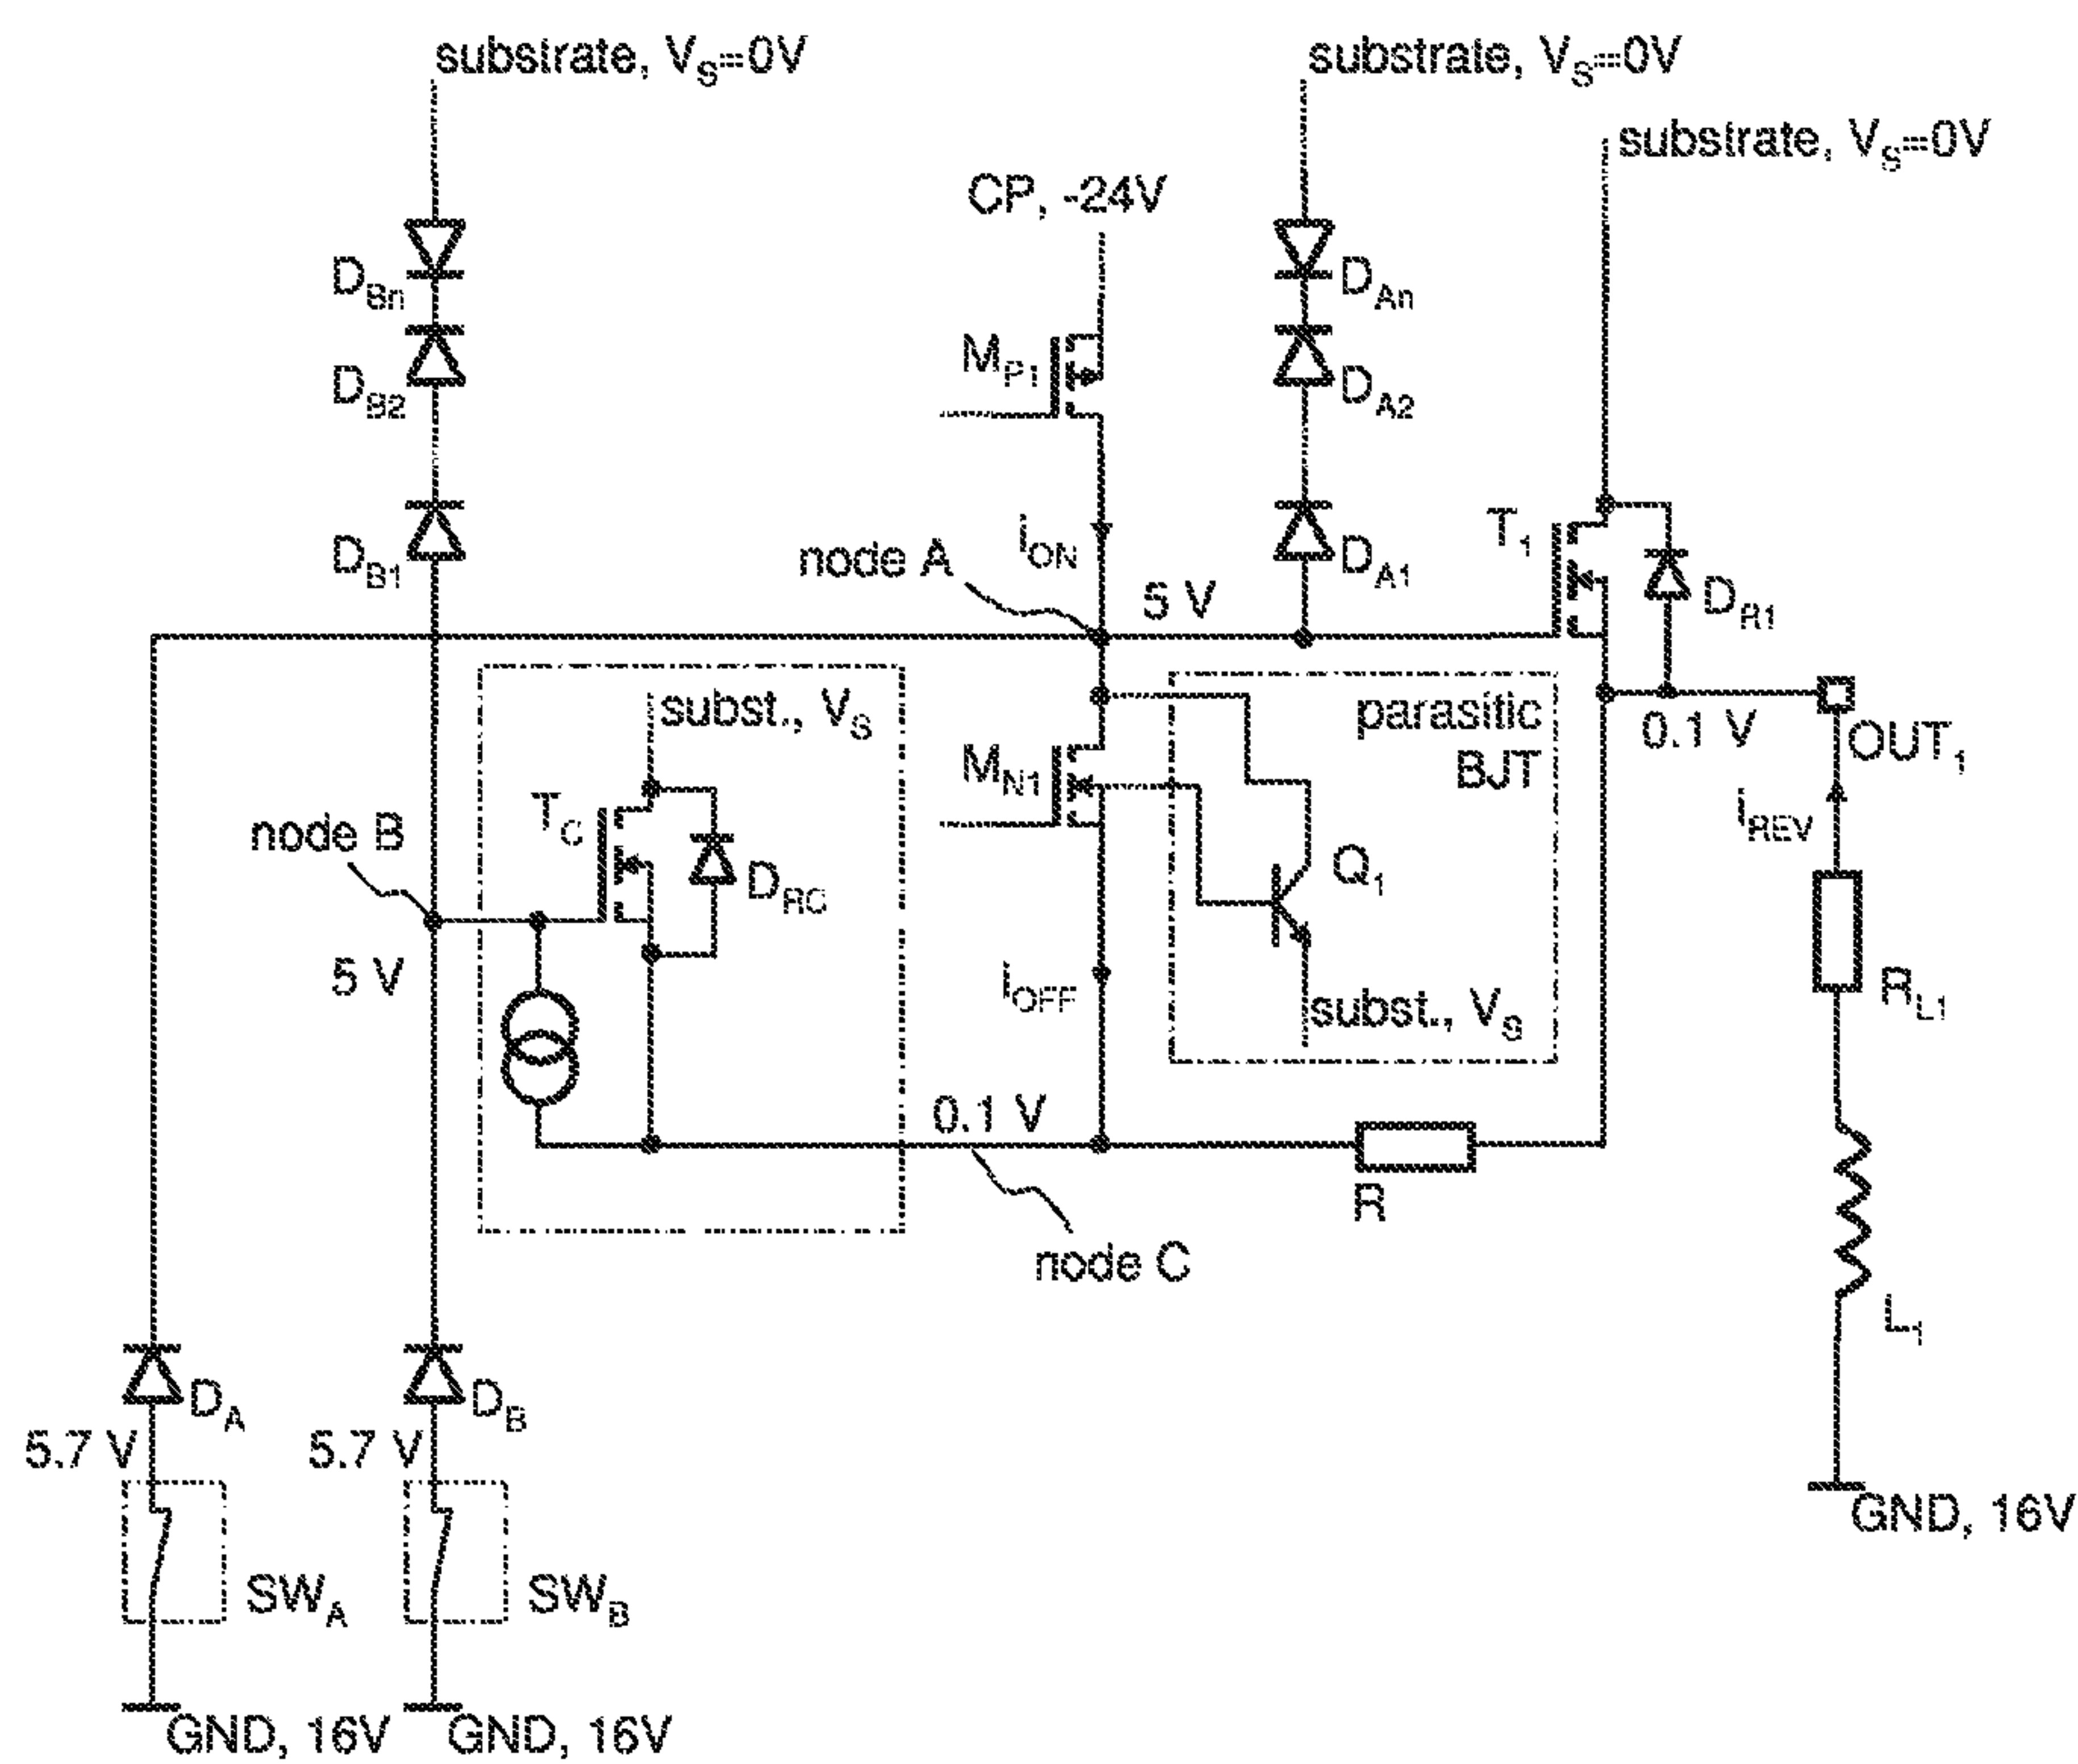 substrate, VS=0V
substrate, VS=0V
substrate, VS=0V
CP, -24V
DBn
DAn
MP1
DB2
DA2
T1
iON
DB1
node A
DA1
DR1
5 V
subst., VS
parasitic
BJT
0.1 V
OUT1
MN1
TC
node B
iREV
Q1
DRC
5 V
iOFF
subst., VS
RL1
0.1 V
R
node C
L1
DA
DB
5.7 V
5.7 V
GND, 16V
SWA
SWB
GND, 16V
GND, 16V